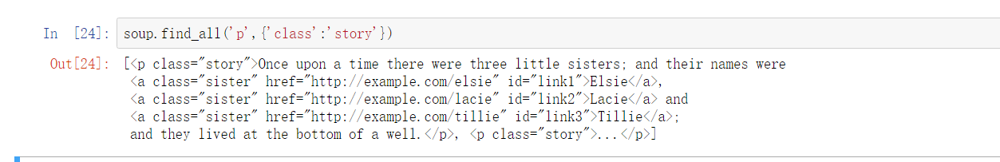 In [24]: soup.find_all('p',{'class':'story'})
Out[24]: [<p class="story">Once upon a time there were three little sisters; and their names were
<a class="sister" href="http://example.com/elsie" id="link1">Elsie</a>,
<a class="sister" href="http://example.com/lacie" id="link2">Lacie</a> and
<a class="sister" href="http://example.com/tillie" id="link3">Tillie</a>;
and they lived at the bottom of a well.</p>, <p class="story">...</p>]